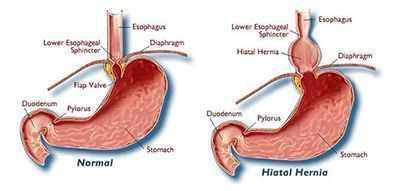 Esophagus
Lower Esophageal
Sphincter
Diaphragm
Flap Valve
Duodenum
Pylorus
Stomach
Normal
Esophagus
Lower Esophageal
Sphincter
Hiatal Hernia
Diaphragm
Duodenum
Pylorus
Stomach
Hiatal Hernia